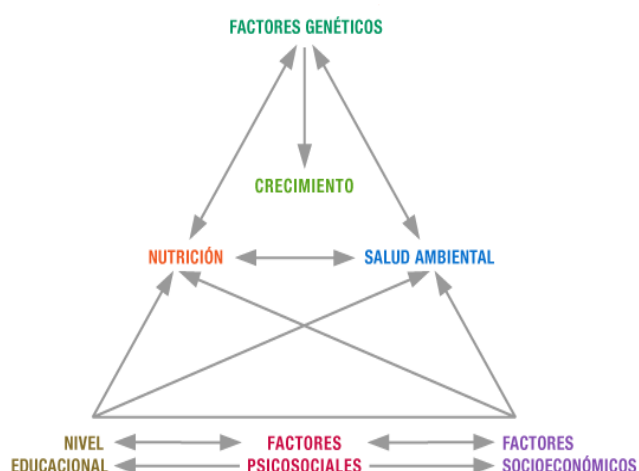 FACTORES GENÉTICOS
CRECIMIENTO
NUTRICIÓN SALUD AMBIENTAL
NIVEL FACTORES FACTORES
EDUCACIONAL PSICOSOCIALES SOCIOECONÓMICOS